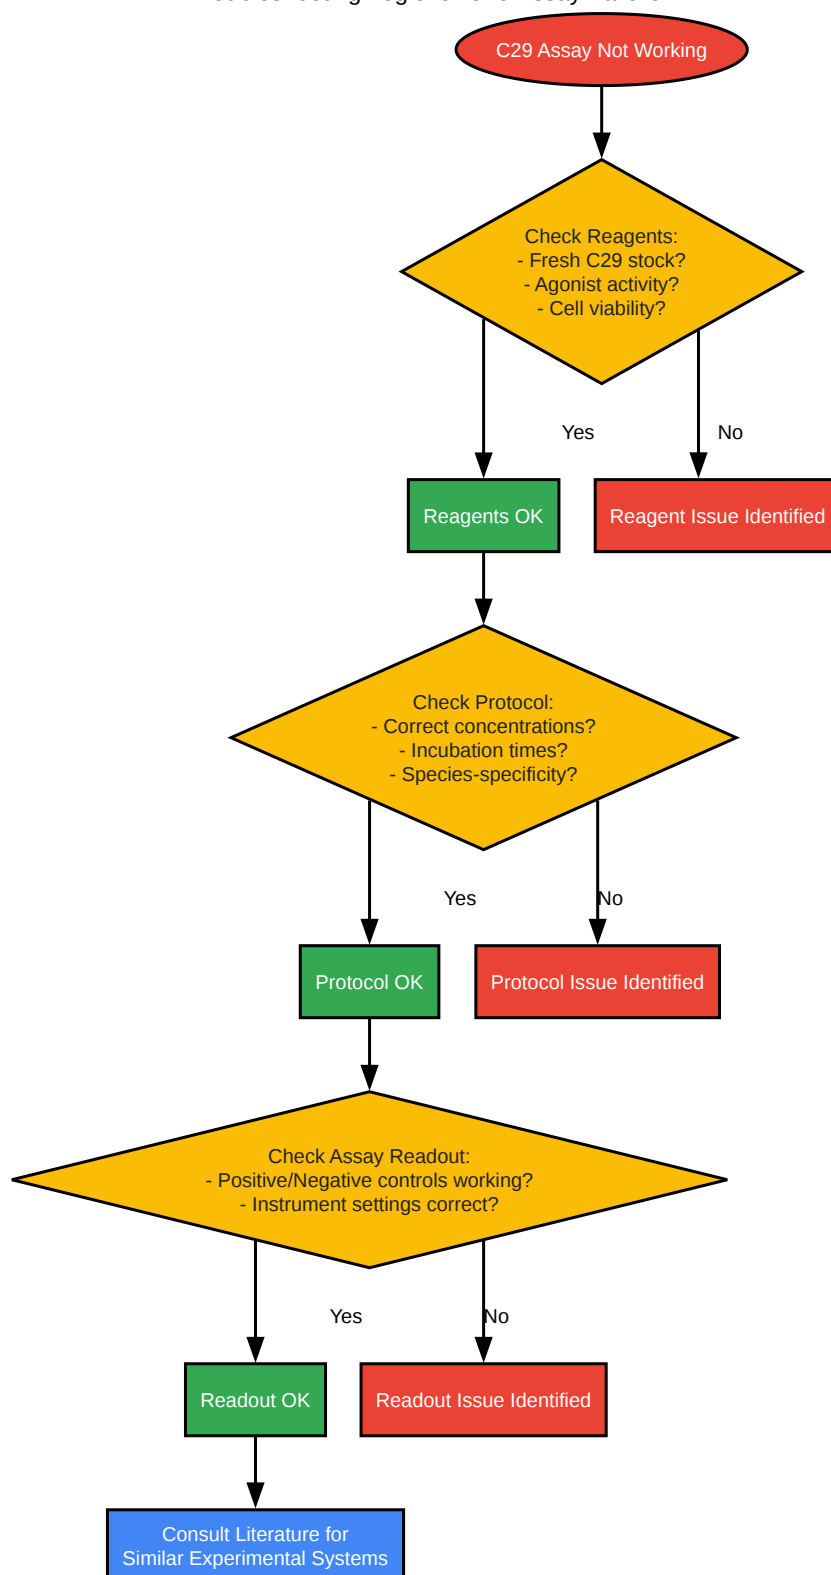 C29 Assay Not Working
Check Reagents:
- Fresh C29 stock?
- Agonist activity?
- Cell viability?
Yes
No
Reagents OK
Reagent Issue Identified
Check Protocol:
- Correct concentrations?
- Incubation times?
- Species-specificity?
Yes
No
Protocol OK
Protocol Issue Identified
Check Assay Readout:
- Positive/Negative controls working?
- Instrument settings correct?
Yes
No
Readout OK
Readout Issue Identified
Consult Literature for
Similar Experimental Systems